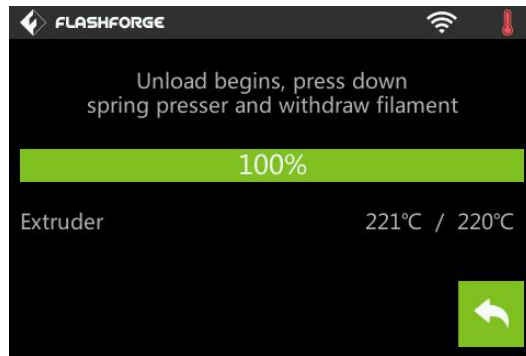 FLASHFORGE
Unload begins, press down
spring presser and withdraw filament
100%
Extruder 221℃ / 220℃